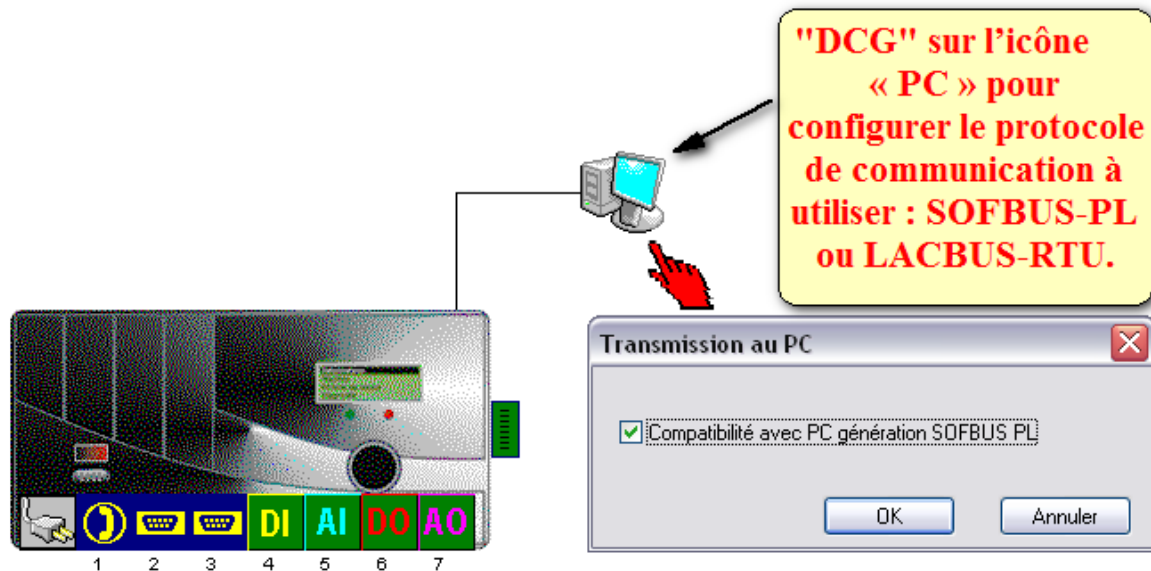 "DCG" sur l’icône
« PC » pour
configurer le protocole
de communication à
utiliser : SOFBUS-PL
ou LACBUS-RTU.
Transmission au PC
Compatibilité avec PC génération SOFBUS PL
OK Annuler
DI AI DO AO
1 2 3 4 5 6 7